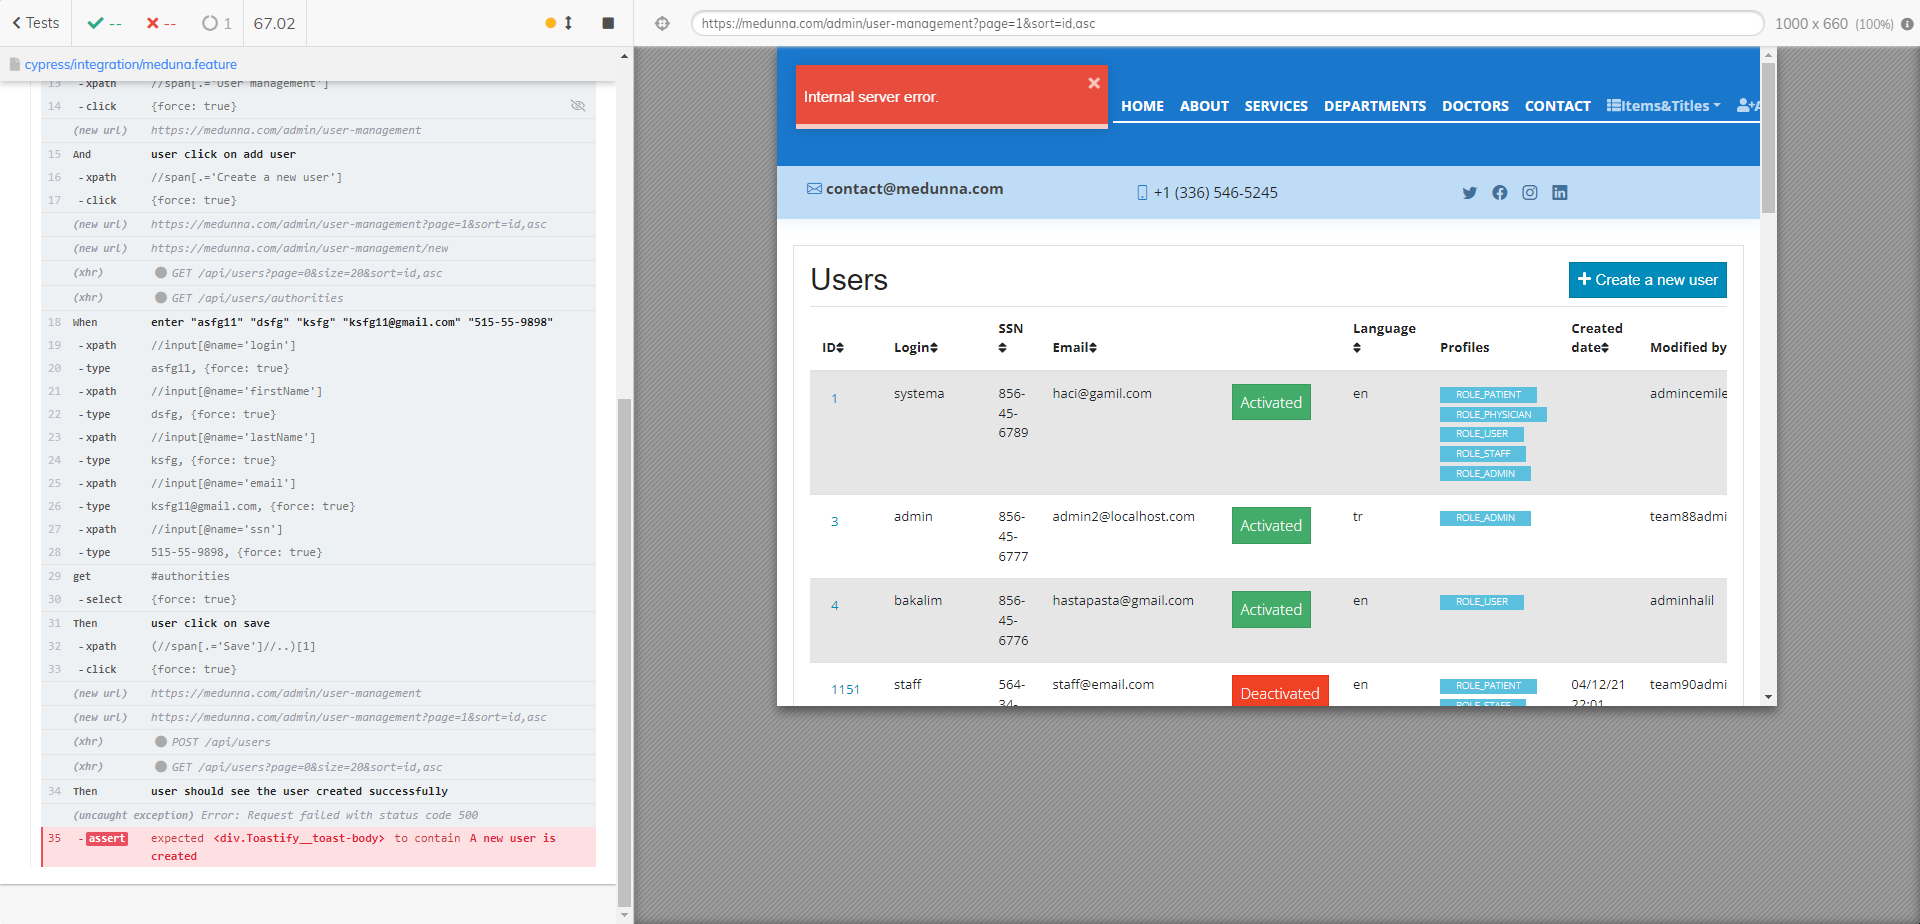 Tests
--
--
1
67.02
https://medunna.com/admin/user-management?page=1&sort=id,asc
1000 x 660 (100%)
cypress/integration/meduna.feature
13 -xpath //span[.='User management']
14 -click {force: true}
(new url) https://medunna.com/admin/user-management
15 And user click on add user
16 -xpath //span[.='Create a new user']
17 -click {force: true}
(new url) https://medunna.com/admin/user-management?page=1&sort=id,asc
(new url) https://medunna.com/admin/user-management/new
(xhr) GET /api/users?page=0&size=20&sort=id,asc
(xhr) GET /api/users/authorities
18 When enter "asfg11" "dsfg" "ksfg" "ksfg11@gmail.com" "515-55-9898"
19 -xpath //input[@name='login']
20 -type asfg11, {force: true}
21 -xpath //input[@name='firstName']
22 -type dsfg, {force: true}
23 -xpath //input[@name='lastName']
24 -type ksfg, {force: true}
25 -xpath //input[@name='email']
26 -type ksfg11@gmail.com, {force: true}
27 -xpath //input[@name='ssn']
28 -type 515-55-9898, {force: true}
29 get #authorities
30 -select {force: true}
31 Then user click on save
32 -xpath (//span[.='Save']//..)[1]
33 -click {force: true}
(new url) https://medunna.com/admin/user-management
(new url) https://medunna.com/admin/user-management?page=1&sort=id,asc
(xhr) POST /api/users
(xhr) GET /api/users?page=0&size=20&sort=id,asc
34 Then user should see the user created successfully
(uncaught exception) Error: Request failed with status code 500
35 -assert expected <div.Toastify__toast-body> to contain A new user is
created
Internal server error.
HOME ABOUT SERVICES DEPARTMENTS DOCTORS CONTACT Items&Titles A
contact@medunna.com +1 (336) 546-5245
Users
Create a new user
ID Login SSN Email Language Profiles Created date Modified by
1 systema 856-45-6789 haci@gamil.com Activated en ROLE_PATIENT admincemile
ROLE_PHYSICIAN
ROLE_USER
ROLE_STAFF
ROLE_ADMIN
3 admin 856-45-6777 admin2@localhost.com Activated tr ROLE_ADMIN team88admi
4 bakalim 856-45-6776 hastapasta@gmail.com Activated en ROLE_USER adminhalil
1151 staff 564-34- staff@email.com Deactivated en ROLE_PATIENT 04/12/21 22:01 team90admi
ROLE_STAFF